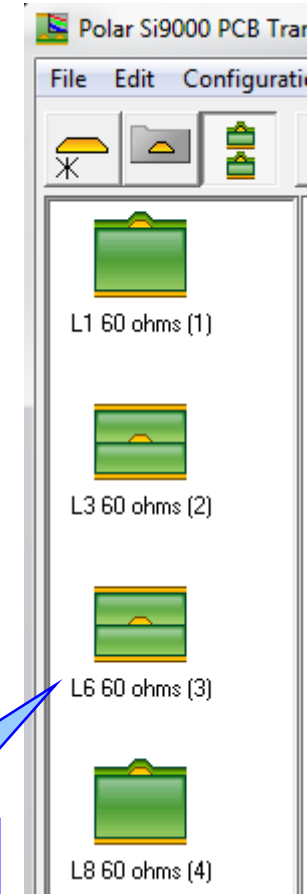 Polar Si9000 PCB Tran
File Edit Configurati
L1 60 ohms (1)
L3 60 ohms (2)
L6 60 ohms (3)
L8 60 ohms (4)